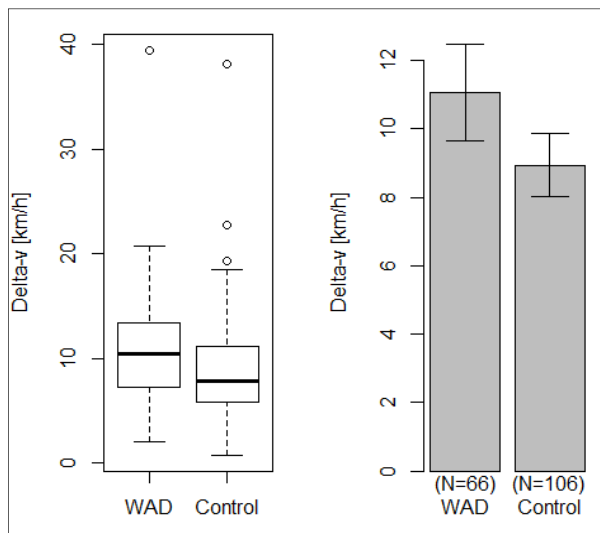 Delta-v [km/h]
40
30
20
10
0
WAD Control
Delta-v [km/h]
12
10
8
6
4
2
0
(N=66) (N=106)
WAD Control